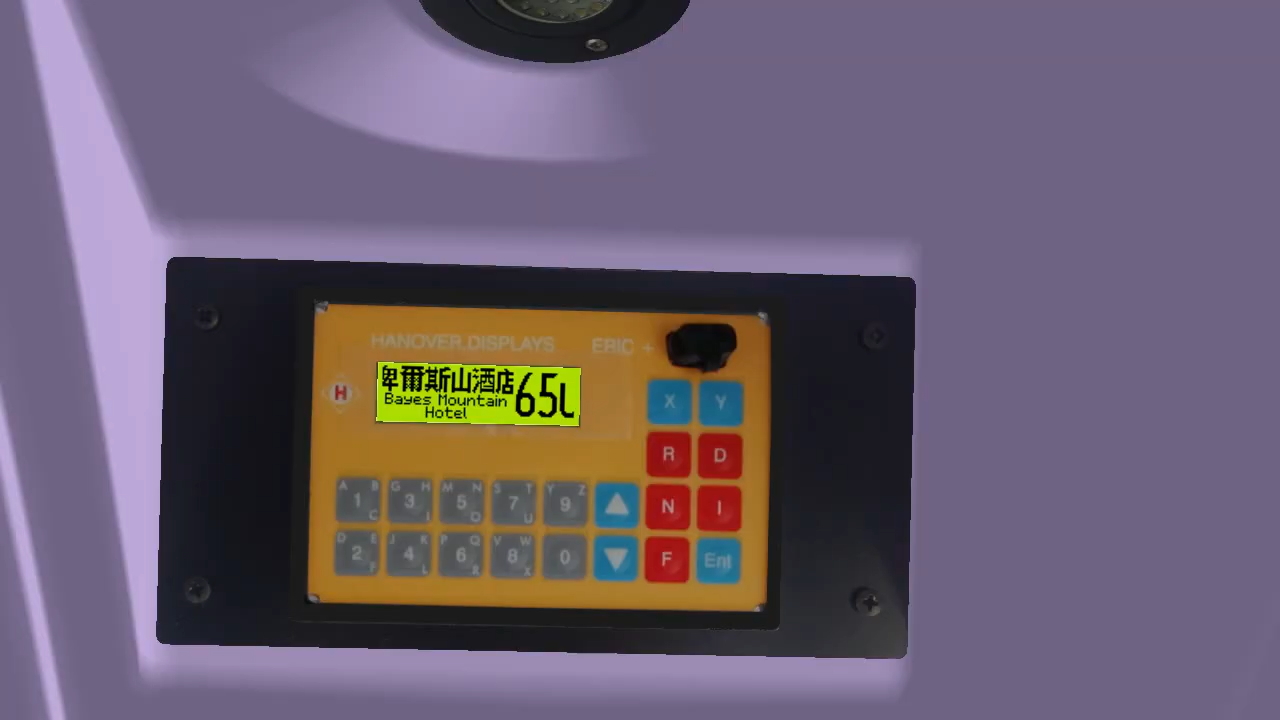 HANOVER DISPLAYS ERIC +
H
卑爾斯山酒店 65L
Bayes Mountain
Hotel
X Y
R D
A B 1 C G H 3 I M N 5 O S T 7 U Y Z 9 N I
D E 2 F J K 4 L P Q 6 R V W 8 X 0 F Ent